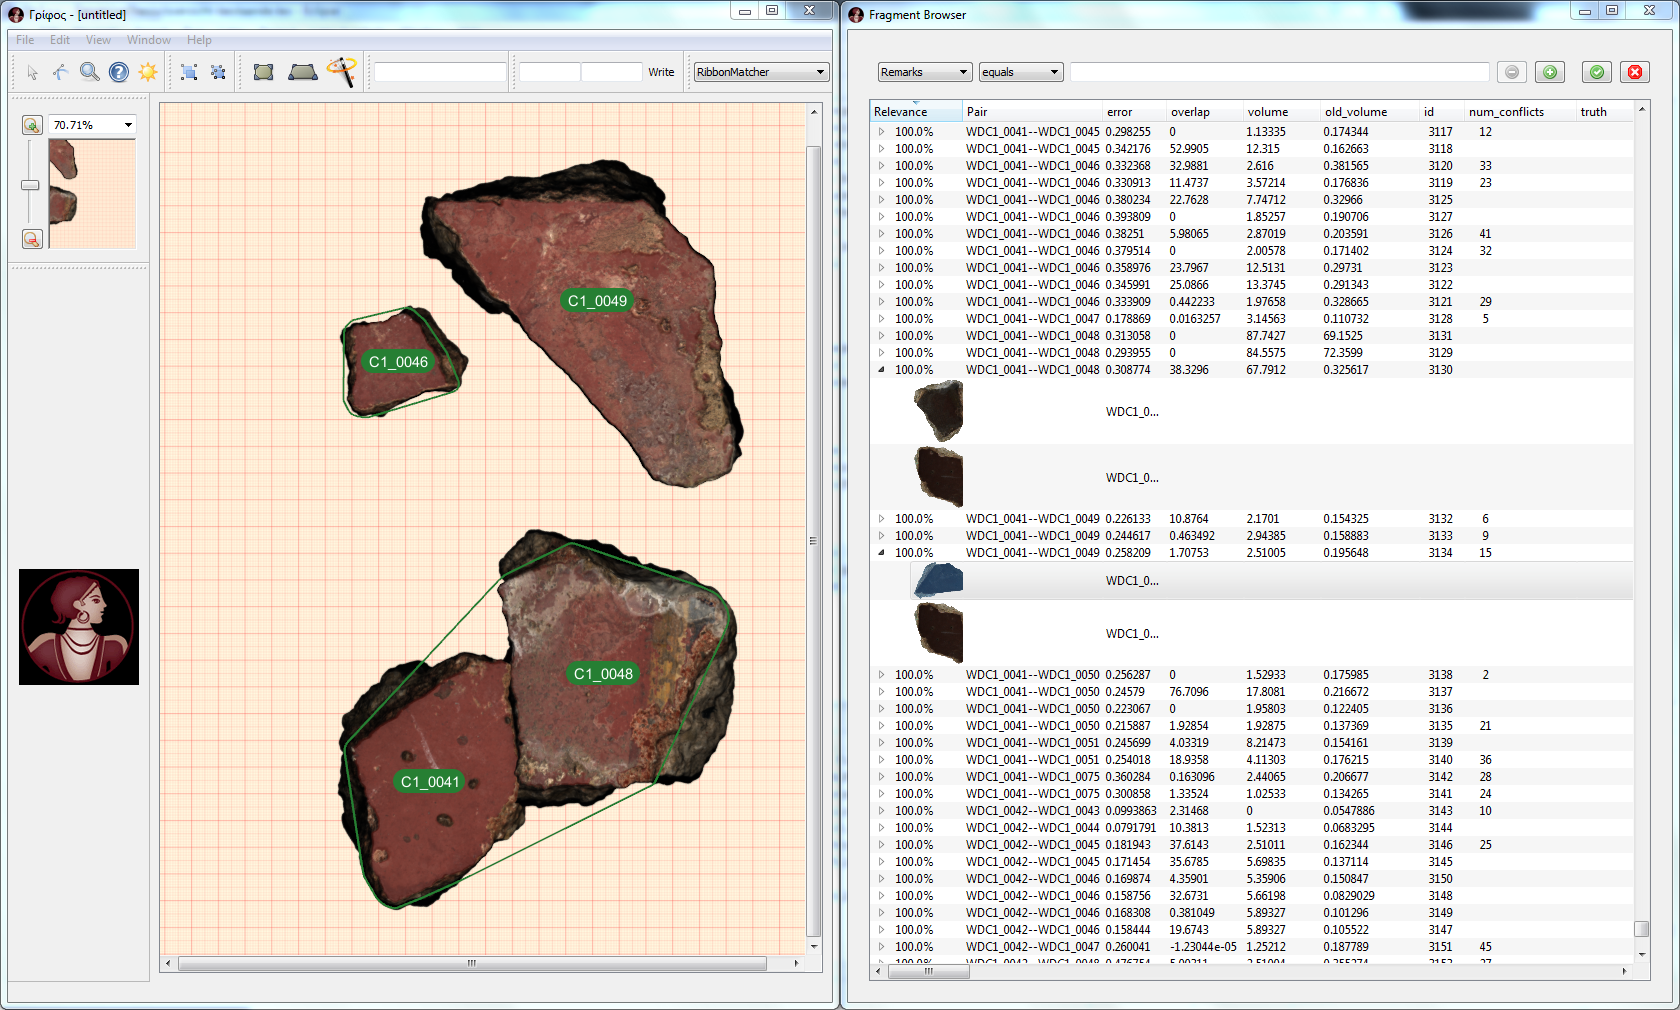 Γρίφος - [untitled]
File Edit View Window Help
Write
RibbonMatcher
70.71%
C1_0049
C1_0046
C1_0048
C1_0041
Fragment Browser
Remarks equals
Relevance Pair error overlap volume old_volume id num_conflicts truth
100.0% WDC1_0041--WDC1_0045 0.298255 0 1.13335 0.174344 3117 12
100.0% WDC1_0041--WDC1_0045 0.342176 52.9905 12.315 0.162663 3118
100.0% WDC1_0041--WDC1_0046 0.332368 32.9881 2.616 0.381565 3120 33
100.0% WDC1_0041--WDC1_0046 0.330913 11.4737 3.57214 0.176836 3119 23
100.0% WDC1_0041--WDC1_0046 0.380234 22.7628 7.74712 0.32966 3125
100.0% WDC1_0041--WDC1_0046 0.393809 0 1.85257 0.190706 3127
100.0% WDC1_0041--WDC1_0046 0.38251 5.98065 2.87019 0.203591 3126 41
100.0% WDC1_0041--WDC1_0046 0.379514 0 2.00578 0.171402 3124 32
100.0% WDC1_0041--WDC1_0046 0.358976 23.7967 12.5131 0.29731 3123
100.0% WDC1_0041--WDC1_0046 0.345991 25.0866 13.3745 0.291343 3122
100.0% WDC1_0041--WDC1_0046 0.333909 0.442233 1.97658 0.328665 3121 29
100.0% WDC1_0041--WDC1_0047 0.178869 0.0163257 3.14563 0.110732 3128 5
100.0% WDC1_0041--WDC1_0048 0.313058 0 87.7427 69.1525 3131
100.0% WDC1_0041--WDC1_0048 0.293955 0 84.5575 72.3599 3129
100.0% WDC1_0041--WDC1_0048 0.308774 38.3296 67.7912 0.325617 3130
WDC1_0...
WDC1_0...
100.0% WDC1_0041--WDC1_0049 0.226133 10.8764 2.1701 0.154325 3132 6
100.0% WDC1_0041--WDC1_0049 0.244617 0.463492 2.94385 0.158883 3133 9
100.0% WDC1_0041--WDC1_0049 0.258209 1.70753 2.51005 0.195648 3134 15
WDC1_0...
WDC1_0...
100.0% WDC1_0041--WDC1_0050 0.256287 0 1.52933 0.175985 3138 2
100.0% WDC1_0041--WDC1_0050 0.24579 76.7096 17.8081 0.216672 3137
100.0% WDC1_0041--WDC1_0050 0.223067 0 1.95803 0.122405 3136
100.0% WDC1_0041--WDC1_0050 0.215887 1.92854 1.92875 0.137369 3135 21
100.0% WDC1_0041--WDC1_0051 0.245699 4.03319 8.21473 0.154161 3139
100.0% WDC1_0041--WDC1_0051 0.254018 18.9358 4.11303 0.176215 3140 36
100.0% WDC1_0041--WDC1_0075 0.360284 0.163096 2.44065 0.206677 3142 28
100.0% WDC1_0041--WDC1_0075 0.300858 1.33524 1.02533 0.134265 3141 24
100.0% WDC1_0042--WDC1_0043 0.0993863 2.31468 0 0.0547886 3143 10
100.0% WDC1_0042--WDC1_0044 0.0791791 10.3813 1.52313 0.0683295 3144
100.0% WDC1_0042--WDC1_0045 0.181943 37.6143 2.51011 0.162344 3146 25
100.0% WDC1_0042--WDC1_0045 0.171454 35.6785 5.69835 0.137114 3145
100.0% WDC1_0042--WDC1_0046 0.169874 4.35901 5.35906 0.150847 3150
100.0% WDC1_0042--WDC1_0046 0.158756 32.6731 5.66198 0.0829029 3148
100.0% WDC1_0042--WDC1_0046 0.168308 0.381049 5.89327 0.101296 3149
100.0% WDC1_0042--WDC1_0046 0.158444 19.6743 5.89327 0.105522 3147
100.0% WDC1_0042--WDC1_0047 0.260041 -1.23044e-05 1.25212 0.187789 3151 45